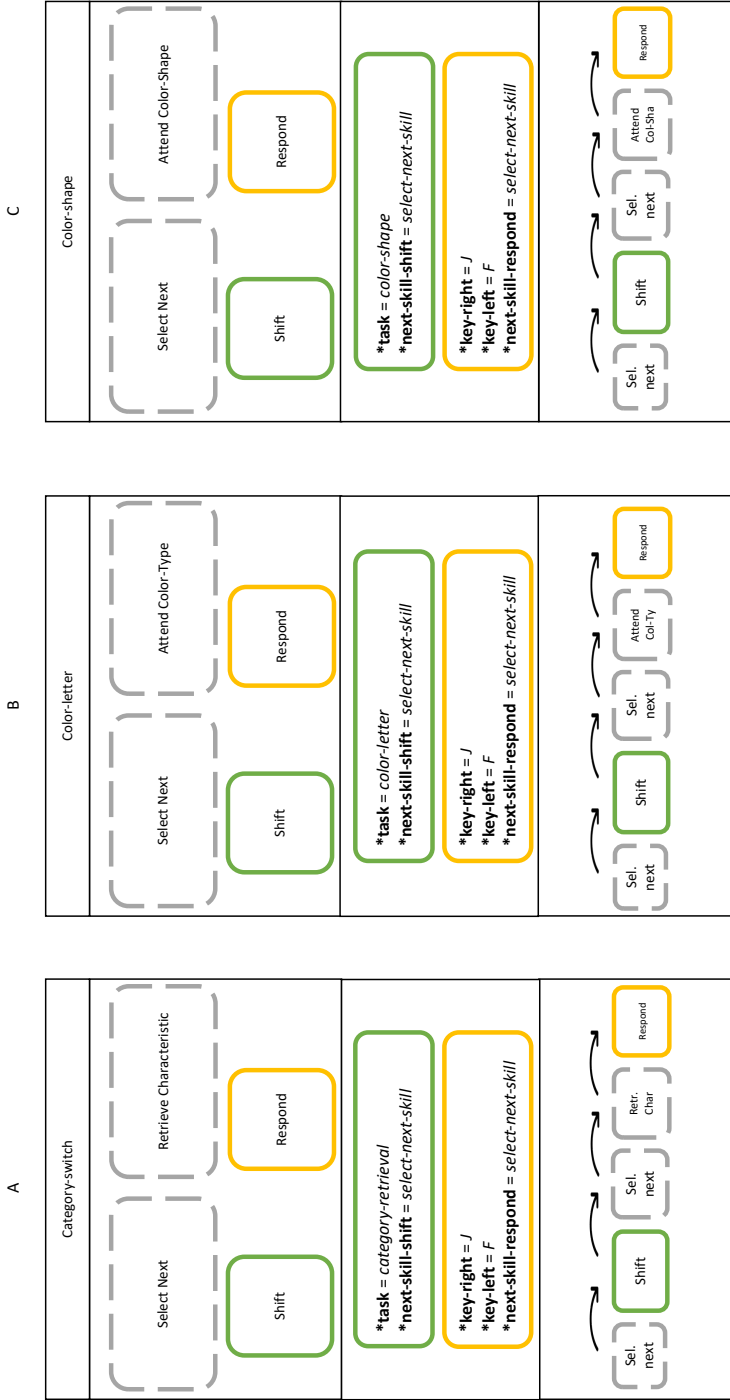 A
Category-switch
Select Next
Retrieve Characteristic
Shift
Respond
*task = category-retrieval
*next-skill-shift = select-next-skill
*key-right = J
*key-left = F
*next-skill-respond = select-next-skill
Sel.
next
Shift
Sel.
next
Retr.
Char
Respond
B
Color-letter
Select Next
Attend Color-Type
Shift
Respond
*task = color-letter
*next-skill-shift = select-next-skill
*key-right = J
*key-left = F
*next-skill-respond = select-next-skill
Sel.
next
Shift
Sel.
next
Attend
Col-Ty
Respond
C
Color-shape
Select Next
Attend Color-Shape
Shift
Respond
*task = color-shape
*next-skill-shift = select-next-skill
*key-right = J
*key-left = F
*next-skill-respond = select-next-skill
Sel.
next
Shift
Sel.
next
Attend
Col-Sha
Respond